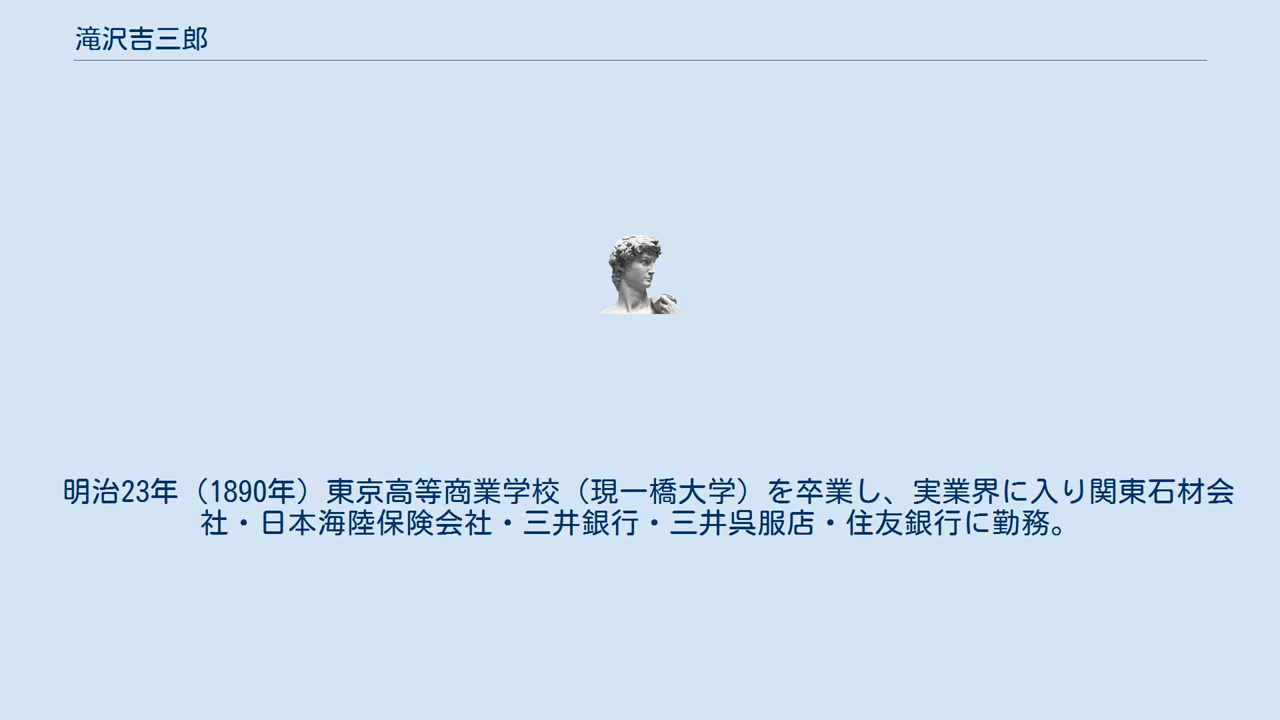 滝沢吉三郎
明治23年（1890年）東京高等商業学校（現一橋大学）を卒業し、実業界に入り関東石材会
社・日本海陸保険会社・三井銀行・三井呉服店・住友銀行に勤務。